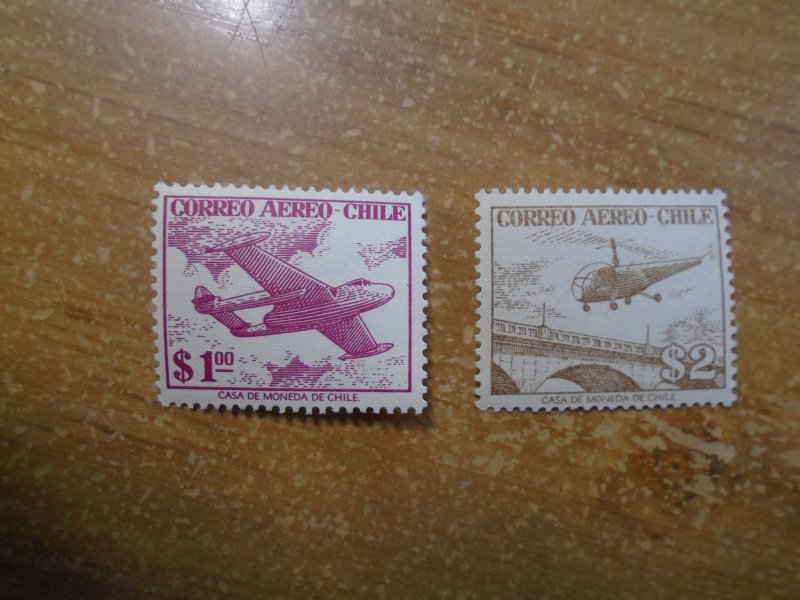 CORREO AEREO-CHILE
$1.00
CASA DE MONEDA DE CHILE.
CORREO AEREO-CHILE
$2
CASA DE MONEDA DE CHILE